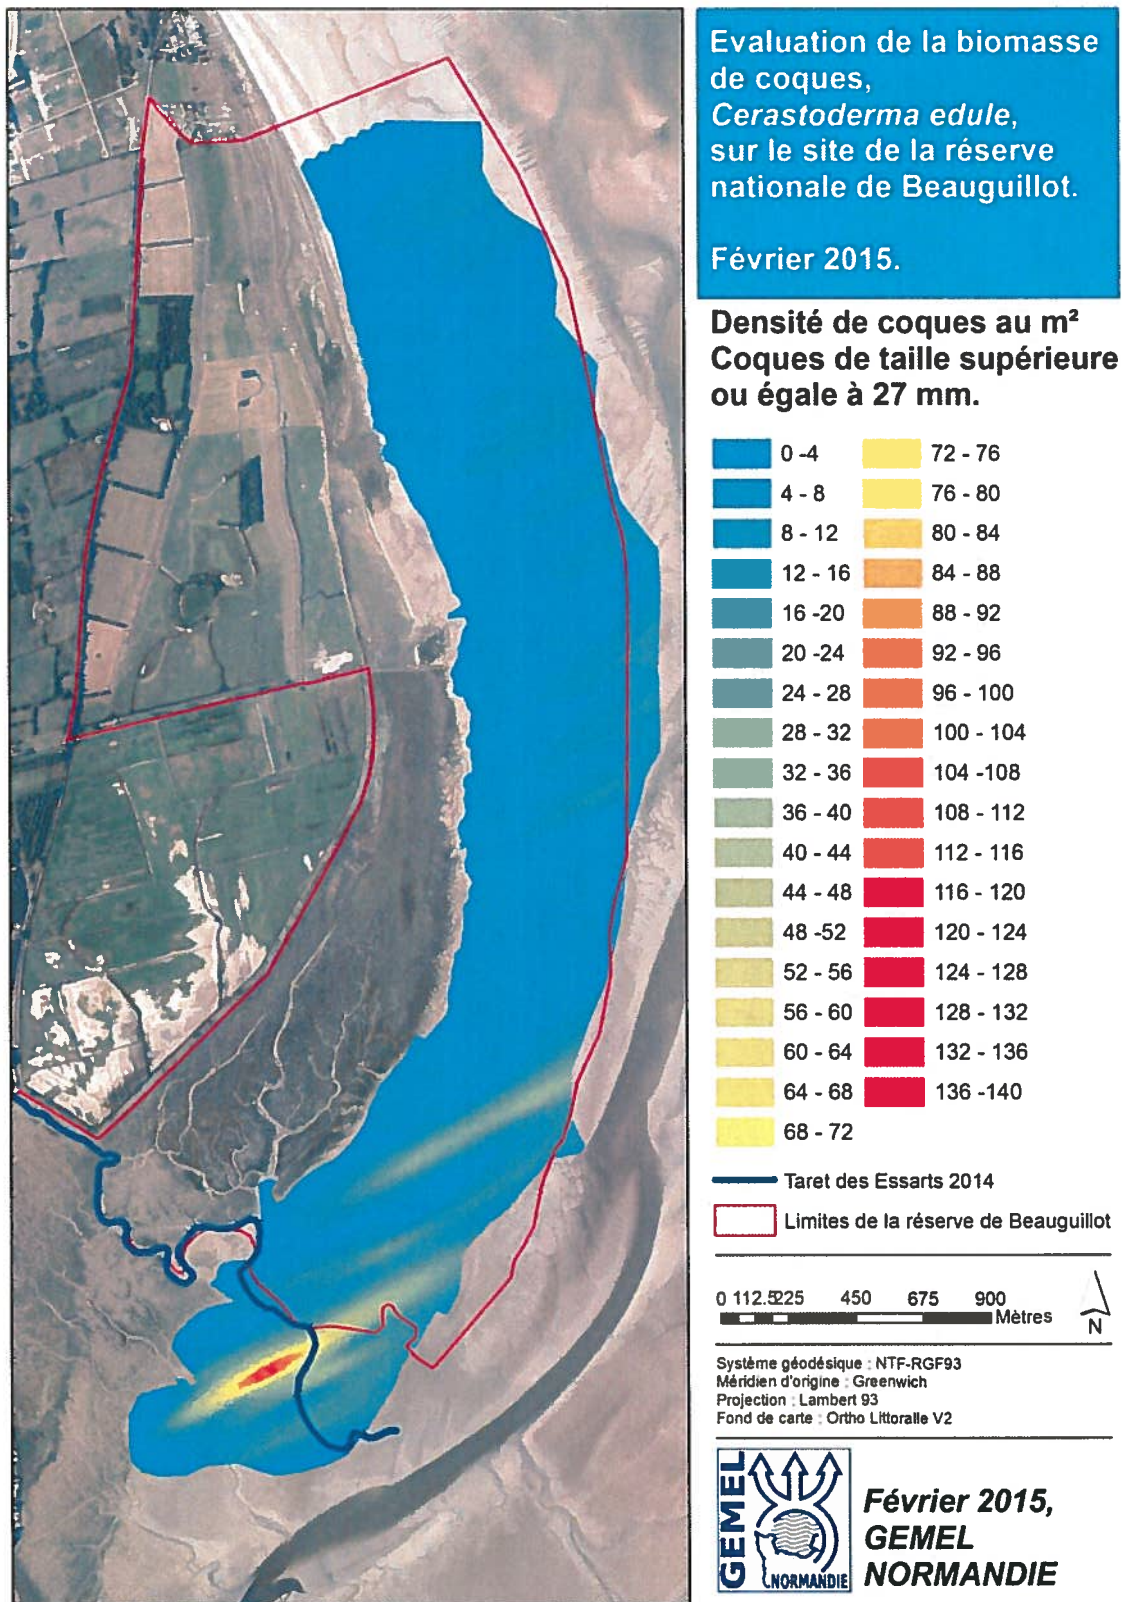 Evaluation de la biomasse
de coques,
Cerastoderma edule,
sur le site de la réserve
nationale de Beauguillot.
Février 2015.
Densité de coques au m²
Coques de taille supérieure
ou égale à 27 mm.
0 -4
4 - 8
8 - 12
12 - 16
16 -20
20 -24
24 - 28
28 - 32
32 - 36
36 - 40
40 - 44
44 - 48
48 -52
52 - 56
56 - 60
60 - 64
64 - 68
68 - 72
72 - 76
76 - 80
80 - 84
84 - 88
88 - 92
92 - 96
96 - 100
100 - 104
104 -108
108 - 112
112 - 116
116 - 120
120 - 124
124 - 128
128 - 132
132 - 136
136 -140
Taret des Essarts 2014
Limites de la réserve de Beauguillot
0 112.5225 450 675 900
Mètres
N
Système géodésique : NTF-RGF93
Méridien d'origine : Greenwich
Projection : Lambert 93
Fond de carte : Ortho Littoralle V2
GEMEL
NORMANDIE
Février 2015,
GEMEL
NORMANDIE